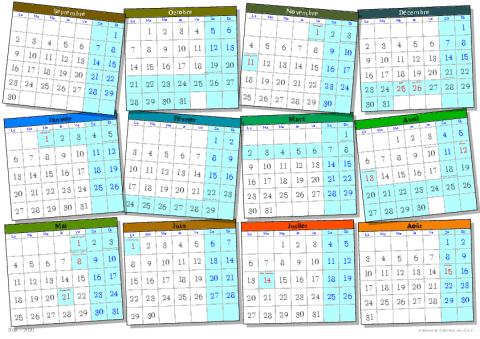 Septembre
Lu Ma Me Je Ve Sa Di
1
2 3 4 5 6 7 8
9 10 11 12 13 14 15
16 17 18 19 20 21 22
23 24 25 26 27 28 29
30
Octobre
Lu Ma Me Je Ve Sa Di
1 2 3 4 5 6
7 8 9 10 11 12 13
14 15 16 17 18 19 20
21 22 23 24 25 26 27
28 29 30 31
Novembre
Lu Ma Me Je Ve Sa Di
1 2 3
4 5 6 7 8 9 10
11 12 13 14 15 16 17
18 19 20 21 22 23 24
25 26 27 28 29 30
Décembre
Lu Ma Me Je Ve Sa Di
1
2 3 4 5 6 7 8
9 10 11 12 13 14 15
16 17 18 19 20 21 22
23 24 25 26 27 28 29
30 31
Janvier
Lu Ma Me Je Ve Sa Di
1 2 3 4 5
6 7 8 9 10 11 12
13 14 15 16 17 18 19
20 21 22 23 24 25 26
27 28 29 30 31
Février
Lu Ma Me Je Ve Sa Di
1 2
3 4 5 6 7 8 9
10 11 12 13 14 15 16
17 18 19 20 21 22 23
24 25 26 27 28 29
Mars
Lu Ma Me Je Ve Sa Di
1
2 3 4 5 6 7 8
9 10 11 12 13 14 15
16 17 18 19 20 21 22
23 24 25 26 27 28 29
30 31
Avril
Lu Ma Me Je Ve Sa Di
1 2 3 4 5
6 7 8 9 10 11 12
13 14 15 16 17 18 19
20 21 22 23 24 25 26
27 28 29 30
Mai
Lu Ma Me Je Ve Sa Di
1 2 3
4 5 6 7 8 9 10
11 12 13 14 15 16 17
18 19 20 21 22 23 24
25 26 27 28 29 30 31
Juin
Lu Ma Me Je Ve Sa Di
1 2 3 4 5 6 7
8 9 10 11 12 13 14
15 16 17 18 19 20 21
22 23 24 25 26 27 28
29 30
Juillet
Lu Ma Me Je Ve Sa Di
1 2 3 4 5
6 7 8 9 10 11 12
13 14 15 16 17 18 19
20 21 22 23 24 25 26
27 28 29 30 31
Août
Lu Ma Me Je Ve Sa Di
1 2
3 4 5 6 7 8 9
10 11 12 13 14 15 16
17 18 19 20 21 22 23
24 25 26 27 28 29 30
31
2019 - 2020